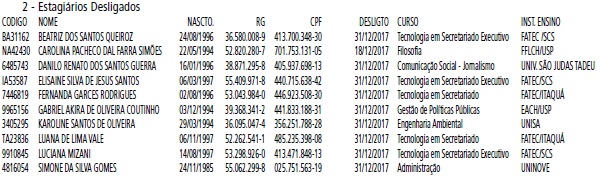 2 - Estagiários Desligados
CODIGO NOME NASCTO. RG CPF DESLIGTO CURSO INST. ENSINO
BA31162 BEATRIZ DOS SANTOS QUEIROZ 24/08/1996 36.580.008-9 413.700.348-30 31/12/2017 Tecnologia em Secretariado Executivo FATEC /SCS
NA42430 CAROLINA PACHECO DAL FARRA SIMÕES 22/05/1994 52.820.280-7 701.753.131-05 18/12/2017 Filosofia FFLCH/USP
6485743 DANILO RENATO DOS SANTOS GUERRA 16/01/1996 38.871.295-8 405.937.698-13 31/12/2017 Comunicação Social - Jornalismo UNIV. SÃO JUDAS TADEU
IA53587 ELISAINE SILVA DE JESUS SANTOS 06/03/1997 55.409.971-8 440.715.638-42 31/12/2017 Tecnologia em Secretariado Executivo FATEC/SCS
7446819 FERNANDA GARCES RODRIGUES 02/08/1996 53.043.984-0 446.923.508-30 31/12/2017 Tecnologia em Secretariado FATEC/ITAQUÁ
9965156 GABRIEL AKIRA DE OLIVEIRA COUTINHO 03/12/1994 39.368.341-2 441.833.188-31 31/12/2017 Gestão de Políticas Públicas EACH/USP
3405295 KAROLINE SANTOS DE OLIVEIRA 29/03/1994 36.095.047-4 356.251.788-28 31/12/2017 Engenharia Ambiental UNISA
TA23836 LUANA DE LIMA VALE 06/11/1997 52.262.541-1 485.235.398-08 31/12/2017 Tecnologia em Secretariado FATEC/ITAQUÁ
9910845 LUCIANA MIZANI 14/08/1997 53.298.926-0 413.471.848-13 31/12/2017 Tecnologia em Secretariado Executivo FATEC/SCS
4816054 SIMONE DA SILVA GOMES 24/11/1985 55.062.299-8 025.751.563-19 31/12/2017 Administração UNINOVE